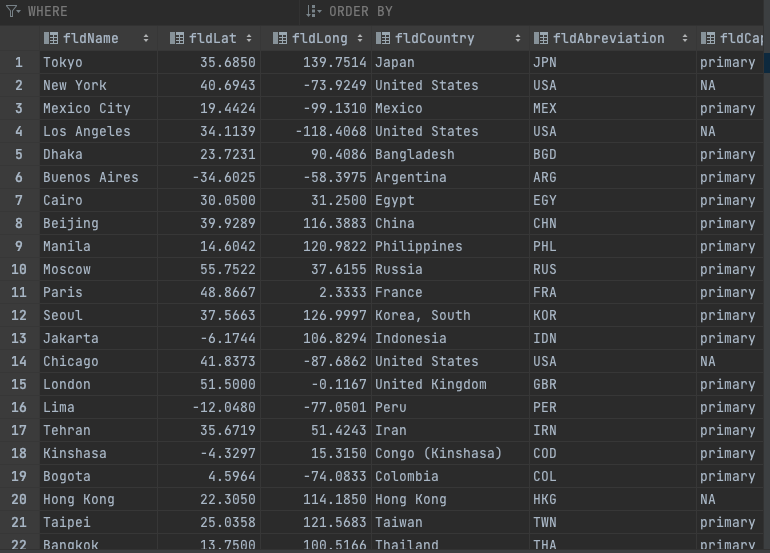 WHERE ORDER BY
fldName fldLat fldLong fldCountry fldAbreviation fldCap
1 Tokyo 35.6850 139.7514 Japan JPN primary
2 New York 40.6943 -73.9249 United States USA NA
3 Mexico City 19.4424 -99.1310 Mexico MEX primary
4 Los Angeles 34.1139 -118.4068 United States USA NA
5 Dhaka 23.7231 90.4086 Bangladesh BGD primary
6 Buenos Aires -34.6025 -58.3975 Argentina ARG primary
7 Cairo 30.0500 31.2500 Egypt EGY primary
8 Beijing 39.9289 116.3883 China CHN primary
9 Manila 14.6042 120.9822 Philippines PHL primary
10 Moscow 55.7522 37.6155 Russia RUS primary
11 Paris 48.8667 2.3333 France FRA primary
12 Seoul 37.5663 126.9997 Korea, South KOR primary
13 Jakarta -6.1744 106.8294 Indonesia IDN primary
14 Chicago 41.8373 -87.6862 United States USA NA
15 London 51.5000 -0.1167 United Kingdom GBR primary
16 Lima -12.0480 -77.0501 Peru PER primary
17 Tehran 35.6719 51.4243 Iran IRN primary
18 Kinshasa -4.3297 15.3150 Congo (Kinshasa) COD primary
19 Bogota 4.5964 -74.0833 Colombia COL primary
20 Hong Kong 22.3050 114.1850 Hong Kong HKG NA
21 Taipei 25.0358 121.5683 Taiwan TWN primary
22 Bangkok 13.7500 100.5166 Thailand THA primary